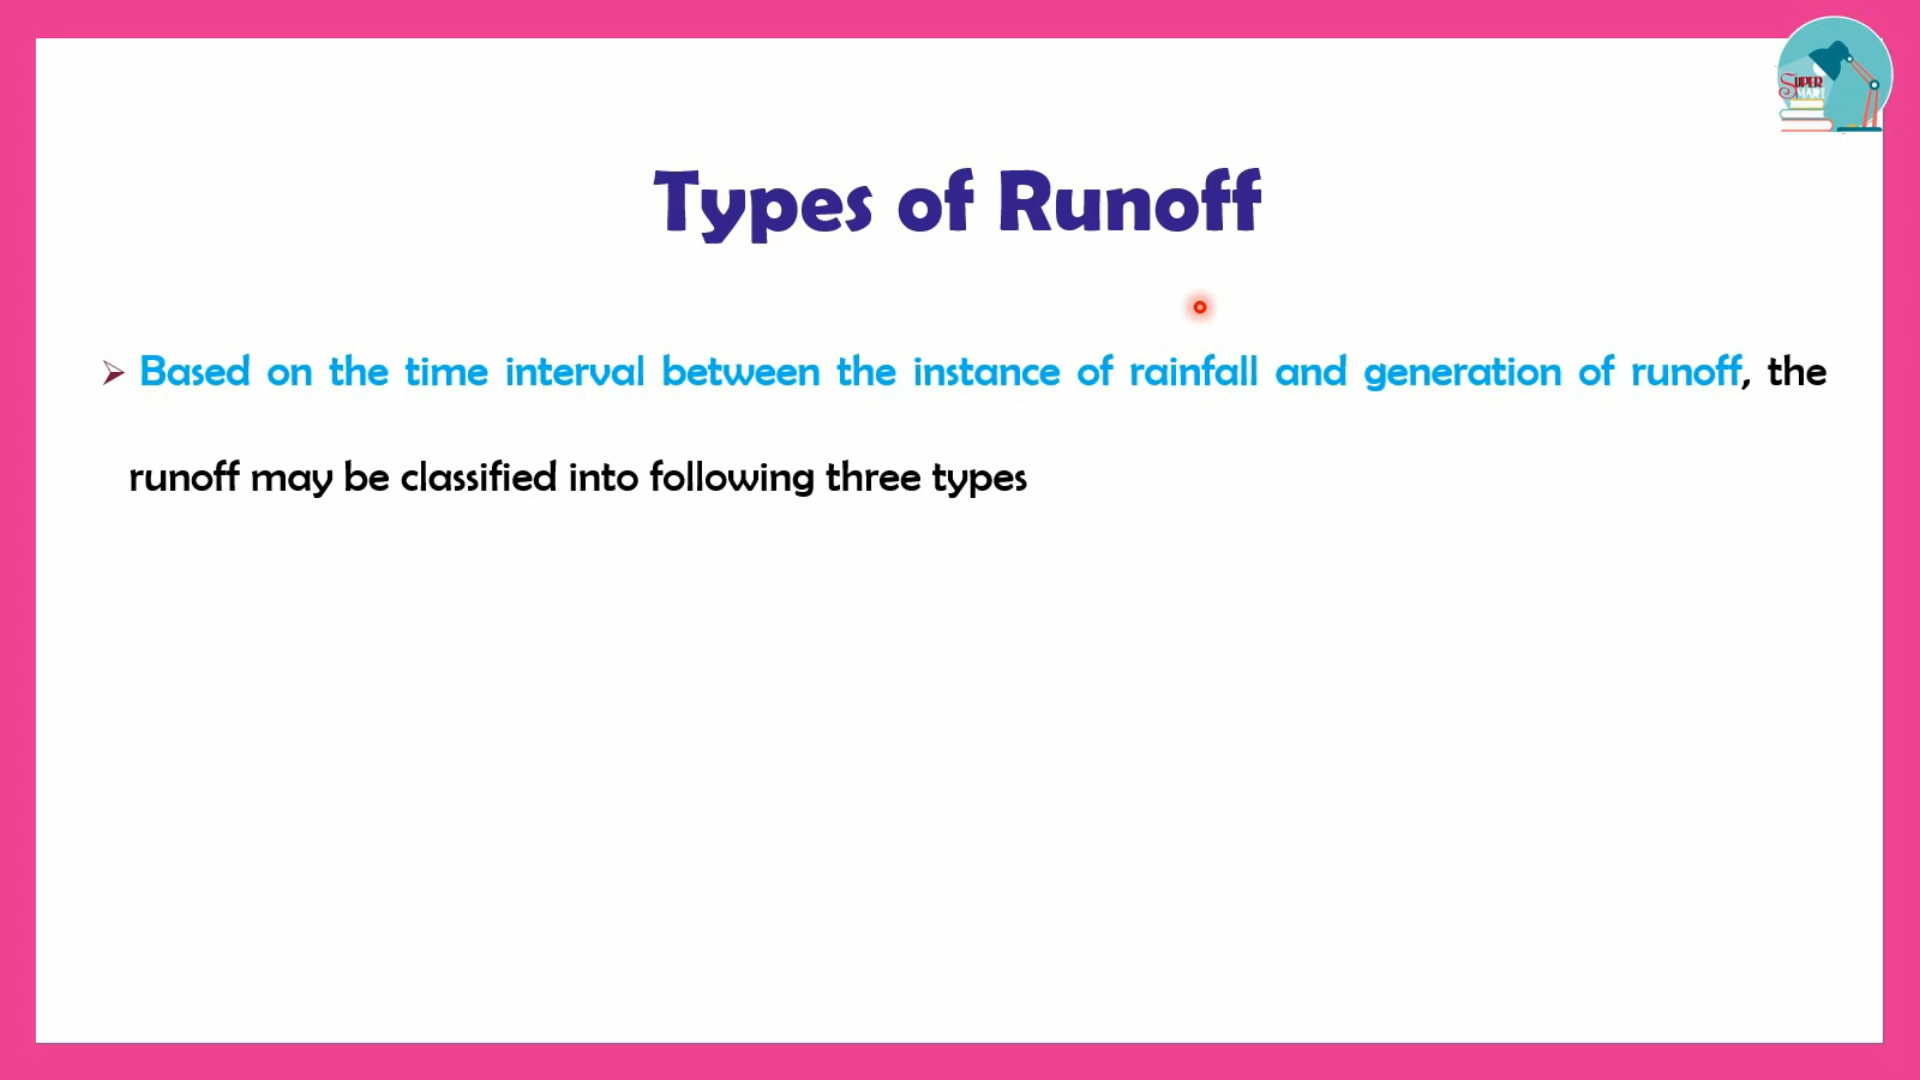 SUPER
Types of Runoff
Based on the time interval between the instance of rainfall and generation of runoff, the
runoff may be classified into following three types